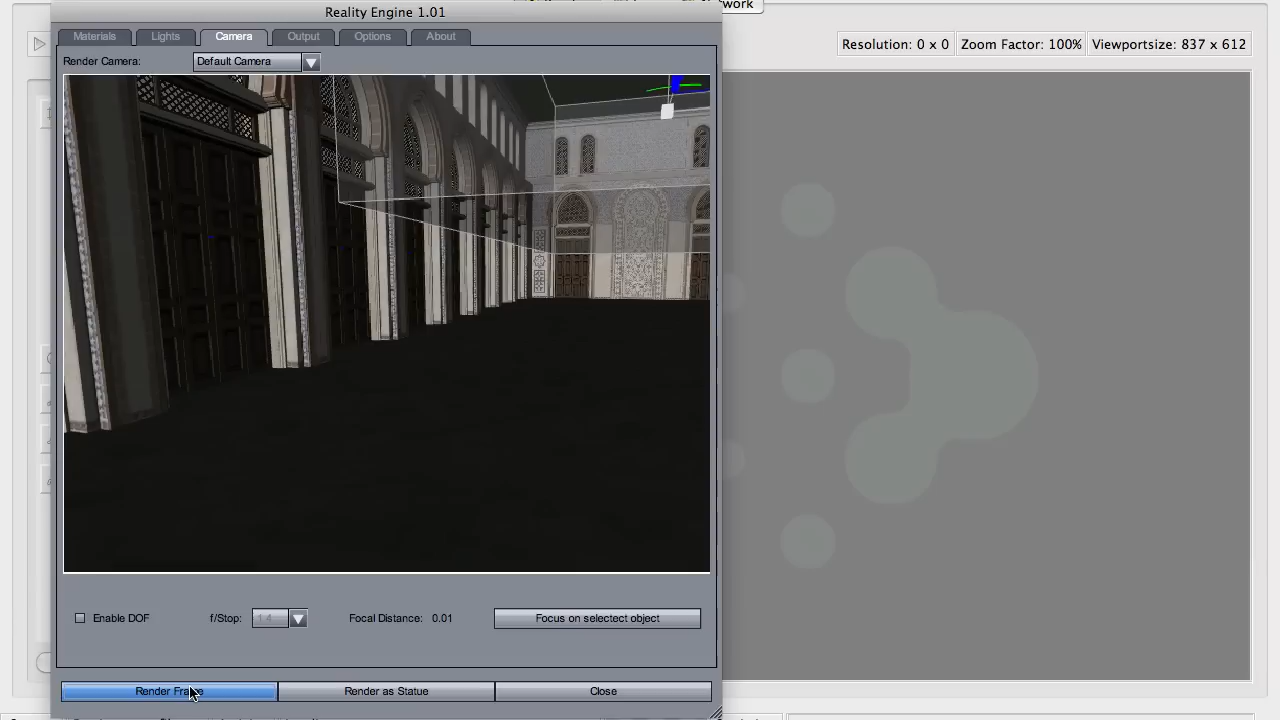 Reality Engine 1.01
Materials
Lights
Camera
Output
Options
About
Render Camera:
Default Camera
Resolution: 0 x 0
Zoom Factor: 100%
Viewportsize: 837 x 612
Enable DOF
f/Stop:
1.4
Focal Distance: 0.01
Focus on selectect object
Render Frame
Render as Statue
Close